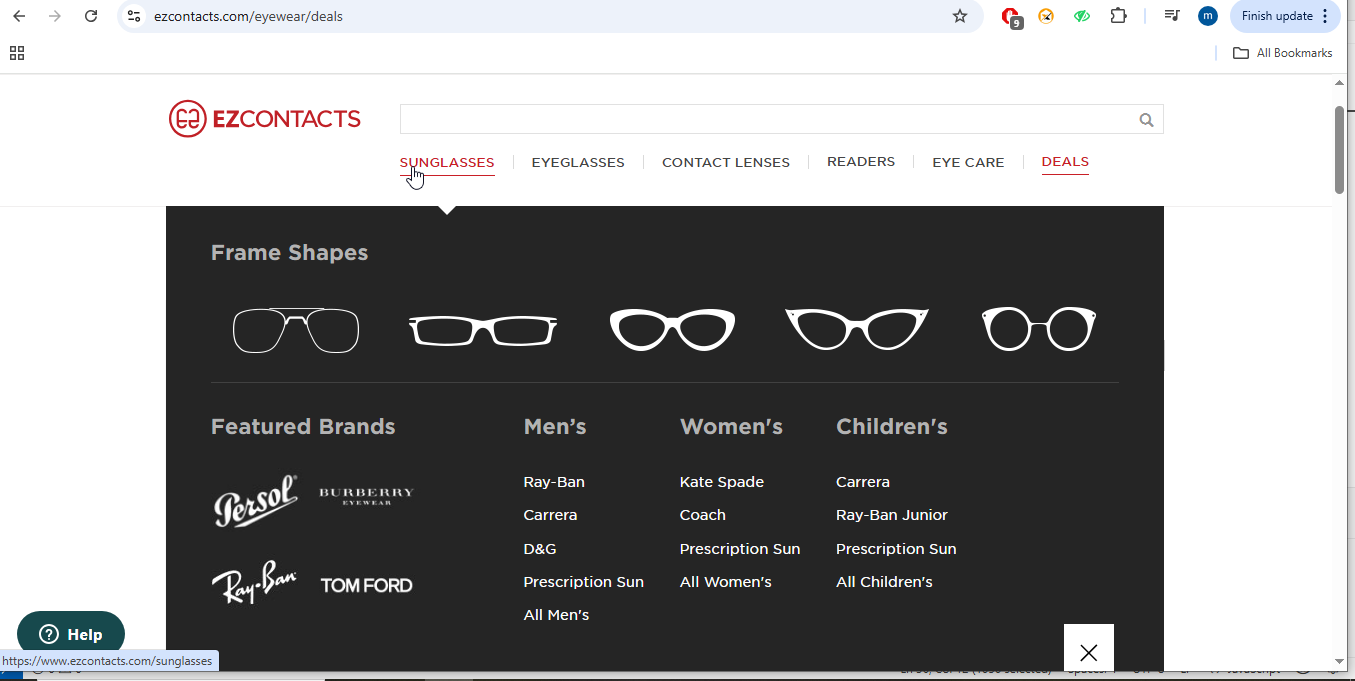 ezcontacts.com/eyewear/deals
9
m
Finish update
All Bookmarks
EZCONTACTS
SUNGLASSES
EYEGLASSES
CONTACT LENSES
READERS
EYE CARE
DEALS
Frame Shapes
Featured Brands
Men’s
Women's
Children's
Persol
BURBERRY
EYEWEAR
Ray-Ban
TOM FORD
Ray-Ban
Carrera
D&G
Prescription Sun
All Men's
Kate Spade
Coach
Prescription Sun
All Women's
Carrera
Ray-Ban Junior
Prescription Sun
All Children's
Help
https://www.ezcontacts.com/sunglasses